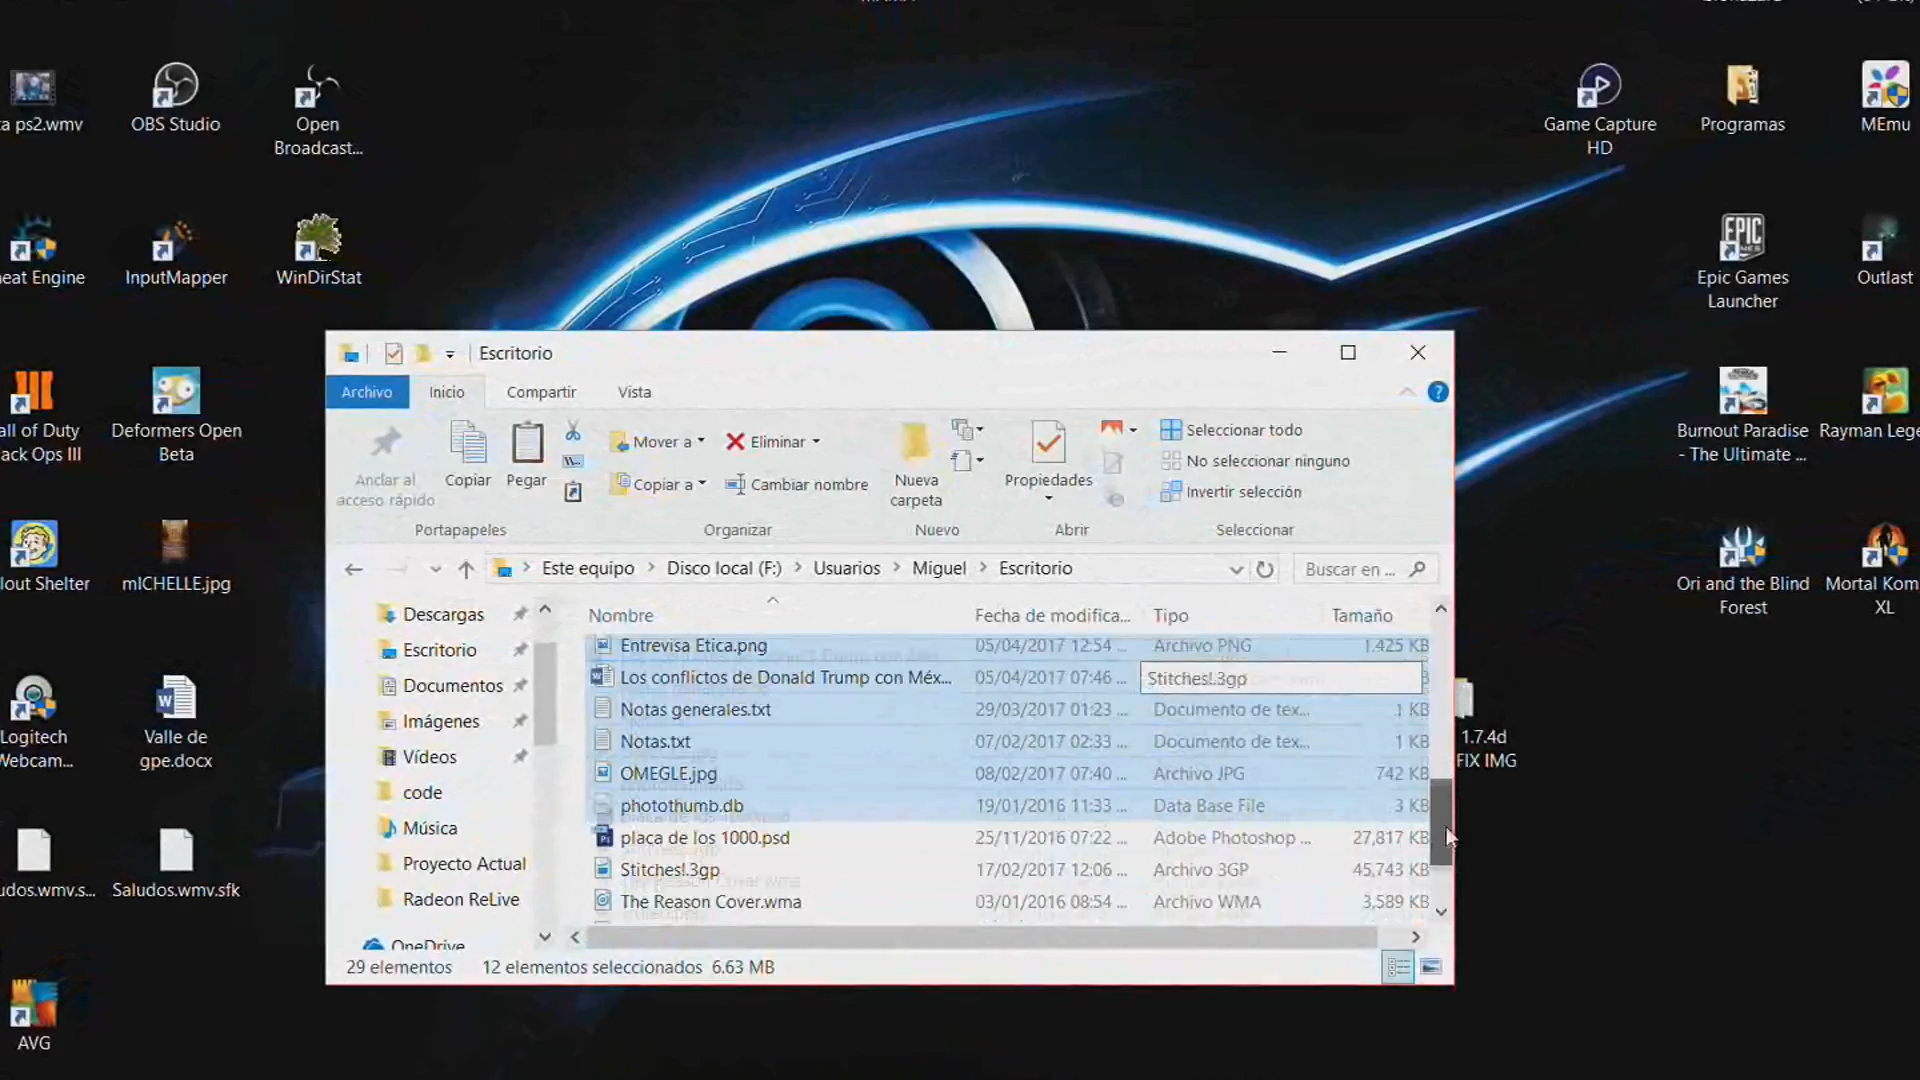 ta ps2.wmv
OBS Studio
Open
Broadcast...
Game Capture
HD
Programas
MEmu
eat Engine
InputMapper
WinDirStat
EPIC
GAMES
Epic Games
Launcher
Outlast
all of Duty
ack Ops III
Deformers Open
Beta
Burnout Paradise
- The Ultimate ...
Rayman Lege
lout Shelter
mICHELLE.jpg
Ori and the Blind
Forest
Mortal Kom
XL
Logitech
Webcam...
Valle de
gpe.docx
1.7.4d
FIX IMG
udos.wmv.s...
Saludos.wmv.sfk
AVG
Escritorio
Archivo
Inicio
Compartir
Vista
Anclar al
acceso rápido
Copiar
Pegar
Mover a
Copiar a
Eliminar
Cambiar nombre
Nueva
carpeta
Propiedades
Seleccionar todo
No seleccionar ninguno
Invertir selección
Portapapeles
Organizar
Nuevo
Abrir
Seleccionar
Este equipo > Disco local (F:) > Usuarios > Miguel > Escritorio
Buscar en ...
Descargas
Escritorio
Documentos
Imágenes
Vídeos
code
Música
Proyecto Actual
Radeon ReLive
OneDrive
Nombre Fecha de modifica... Tipo Tamaño
Entrevisa Etica.png 05/04/2017 12:54 ... Archivo PNG 1.425 KB
Los conflictos de Donald Trump con Méx... 05/04/2017 07:46 ... Stitches!.3gp
Notas generales.txt 29/03/2017 01:23 ... Documento de tex... 1 KB
Notas.txt 07/02/2017 02:33 ... Documento de tex... 1 KB
OMEGLE.jpg 08/02/2017 07:40 ... Archivo JPG 742 KB
photothumb.db 19/01/2016 11:33 ... Data Base File 3 KB
placa de los 1000.psd 25/11/2016 07:22 ... Adobe Photoshop ... 27,817 KB
Stitches!.3gp 17/02/2017 12:06 ... Archivo 3GP 45,743 KB
The Reason Cover.wma 03/01/2016 08:54 ... Archivo WMA 3,589 KB
29 elementos 12 elementos seleccionados 6.63 MB